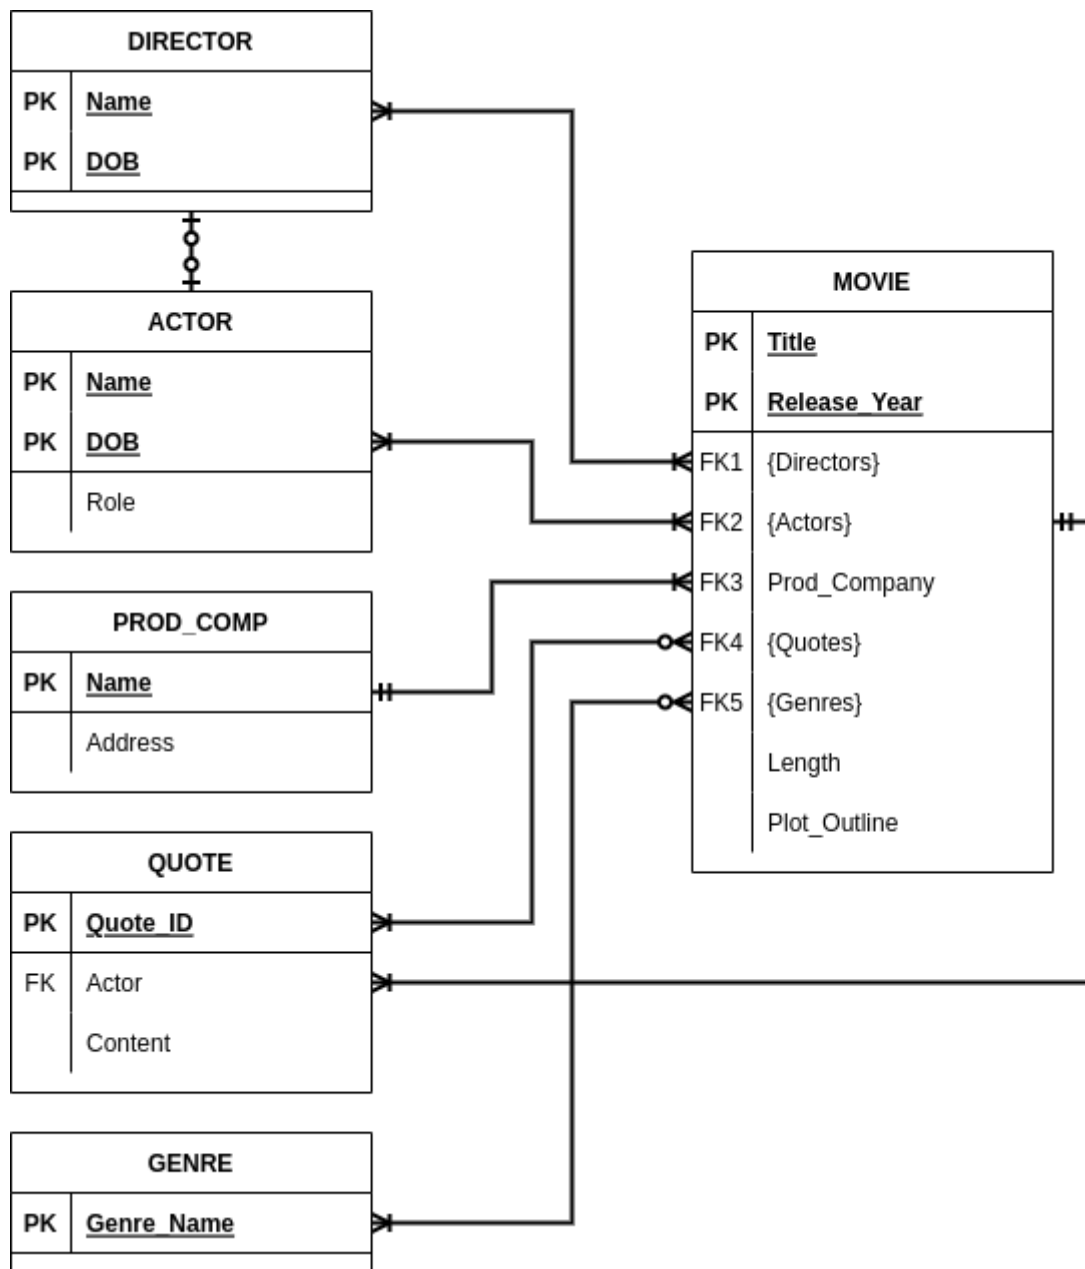 DIRECTOR
PK Name
PK DOB
ACTOR
PK Name
PK DOB
Role
PROD_COMP
PK Name
Address
QUOTE
PK Quote_ID
FK Actor
Content
GENRE
PK Genre_Name
MOVIE
PK Title
PK Release_Year
FK1 {Directors}
FK2 {Actors}
FK3 Prod_Company
FK4 {Quotes}
FK5 {Genres}
Length
Plot_Outline